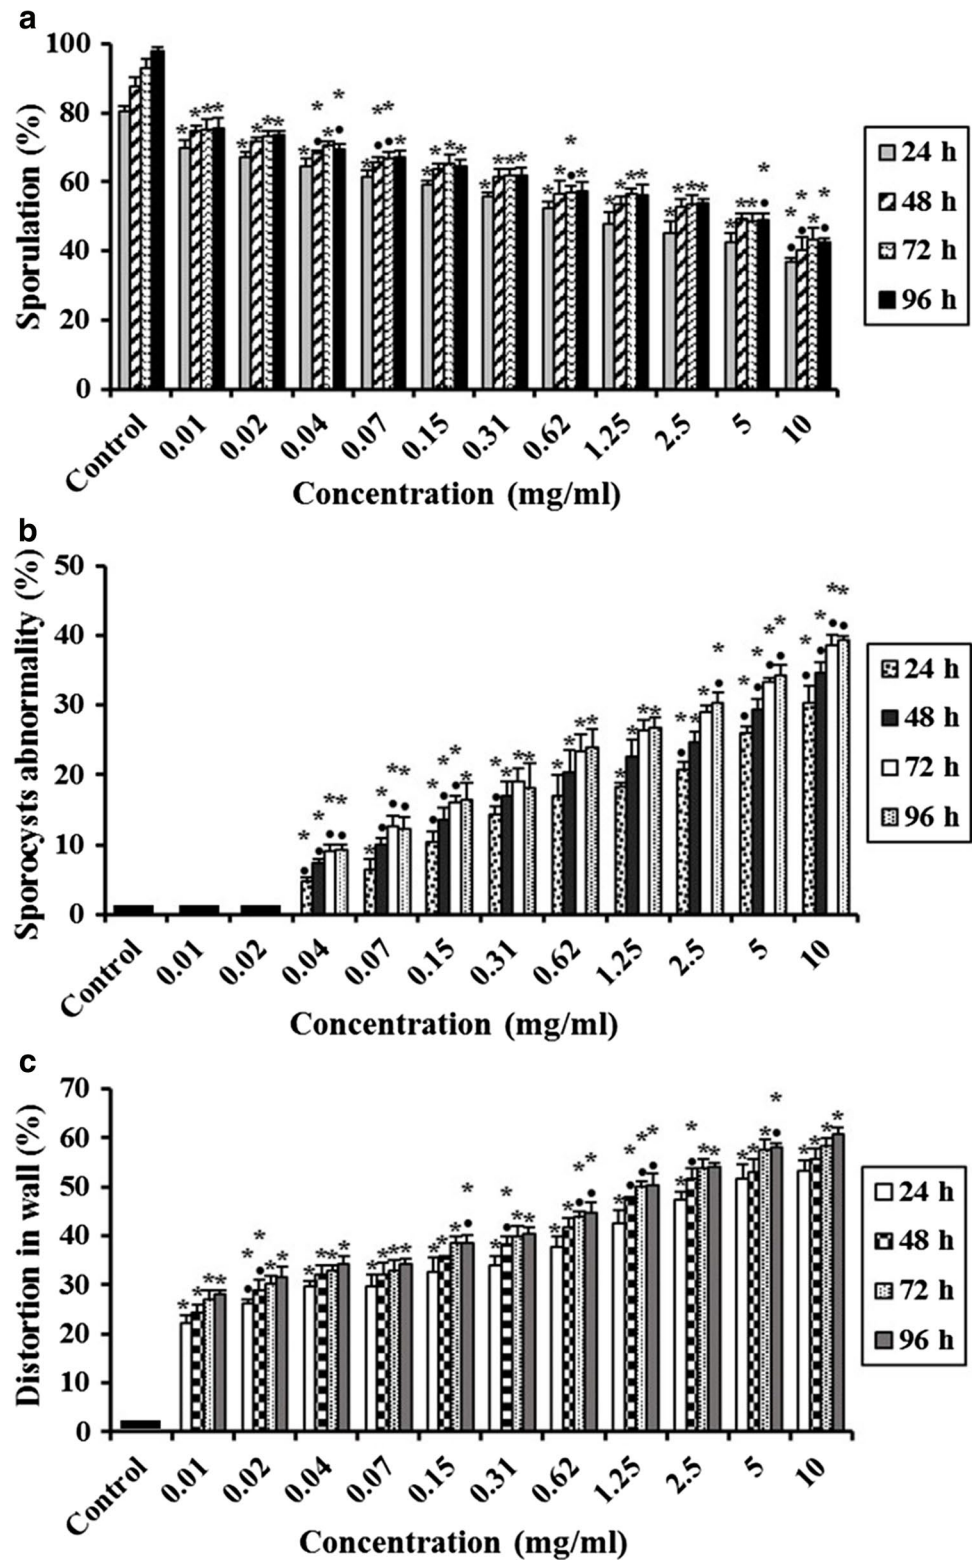 a
Sporulation (%)
100
80
60
40
20
0
Control
0.01
0.02
0.04
0.07
0.15
0.31
0.62
1.25
2.5
5
10
Concentration (mg/ml)
24 h
48 h
72 h
96 h
b
Sporocysts abnormality (%)
50
40
30
20
10
0
Control
0.01
0.02
0.04
0.07
0.15
0.31
0.62
1.25
2.5
5
10
Concentration (mg/ml)
24 h
48 h
72 h
96 h
c
Distortion in wall (%)
70
60
50
40
30
20
10
0
Control
0.01
0.02
0.04
0.07
0.15
0.31
0.62
1.25
2.5
5
10
Concentration (mg/ml)
24 h
48 h
72 h
96 h